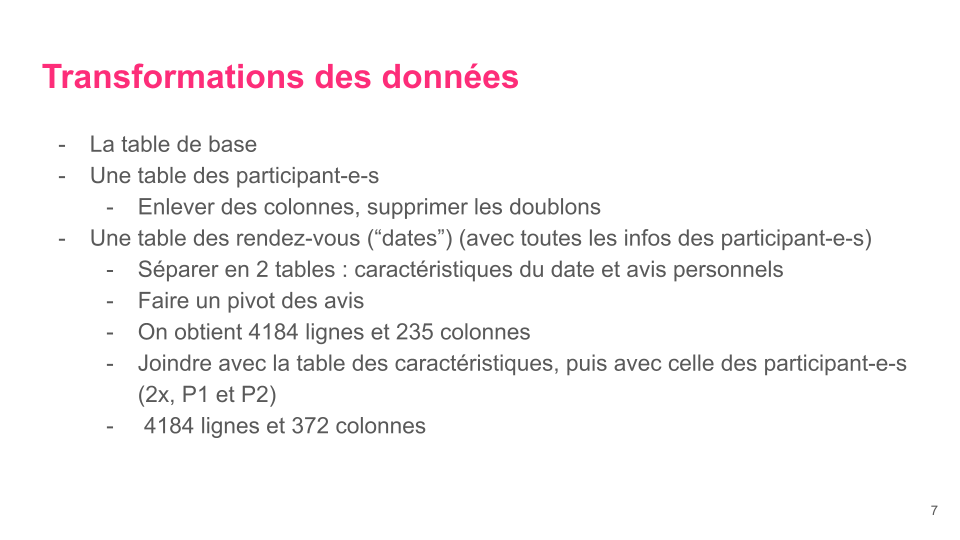 Transformations des données
- La table de base
- Une table des participant-e-s
- Enlever des colonnes, supprimer les doublons
- Une table des rendez-vous (“dates”) (avec toutes les infos des participant-e-s)
- Séparer en 2 tables : caractéristiques du date et avis personnels
- Faire un pivot des avis
- On obtient 4184 lignes et 235 colonnes
- Joindre avec la table des caractéristiques, puis avec celle des participant-e-s
(2x, P1 et P2)
- 4184 lignes et 372 colonnes
7